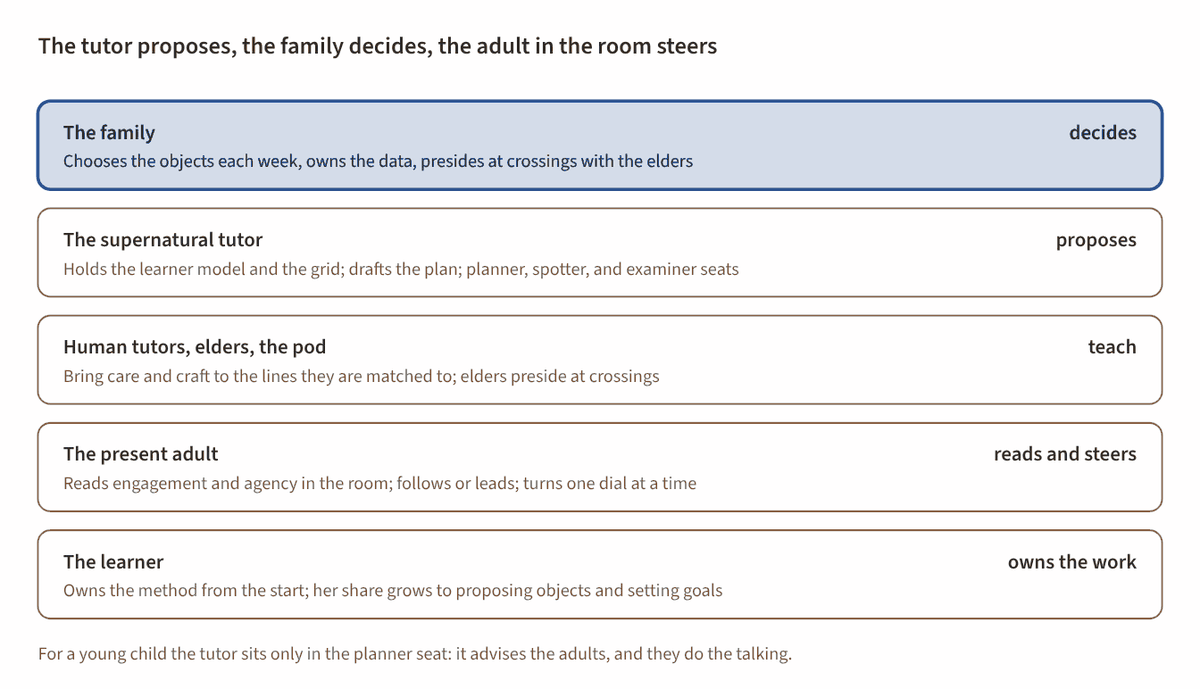 The tutor proposes, the family decides, the adult in the room steers
The family
decides
Chooses the objects each week, owns the data, presides at crossings with the elders
The supernatural tutor
proposes
Holds the learner model and the grid; drafts the plan; planner, spotter, and examiner seats
Human tutors, elders, the pod
teach
Bring care and craft to the lines they are matched to; elders preside at crossings
The present adult
reads and steers
Reads engagement and agency in the room; follows or leads; turns one dial at a time
The learner
owns the work
Owns the method from the start; her share grows to proposing objects and setting goals
For a young child the tutor sits only in the planner seat: it advises the adults, and they do the talking.